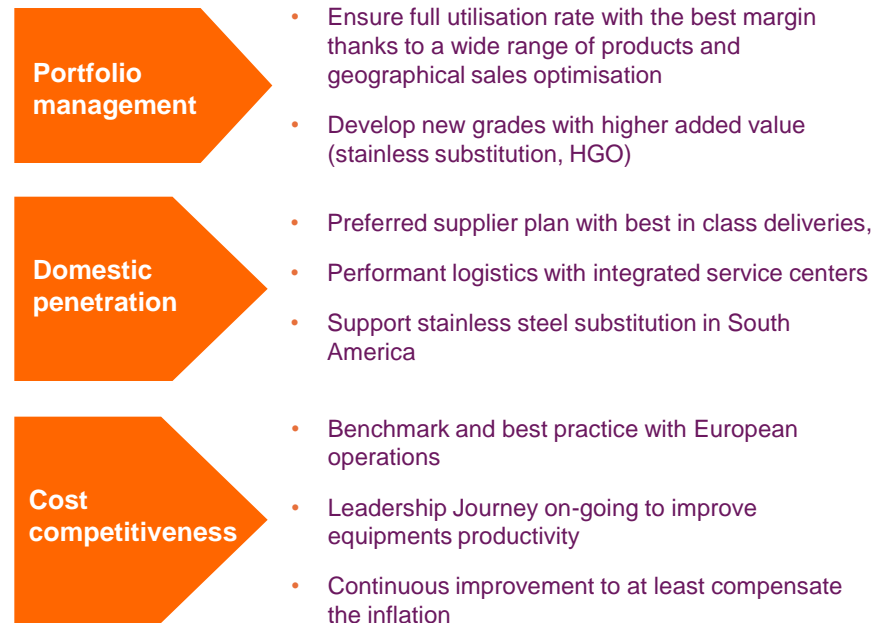 Portfolio
management
• Ensure full utilisation rate with the best margin
thanks to a wide range of products and
geographical sales optimisation
• Develop new grades with higher added value
(stainless substitution, HGO)
Domestic
penetration
• Preferred supplier plan with best in class deliveries,
• Performant logistics with integrated service centers
• Support stainless steel substitution in South
America
Cost
competitiveness
• Benchmark and best practice with European
operations
• Leadership Journey on-going to improve
equipments productivity
• Continuous improvement to at least compensate
the inflation